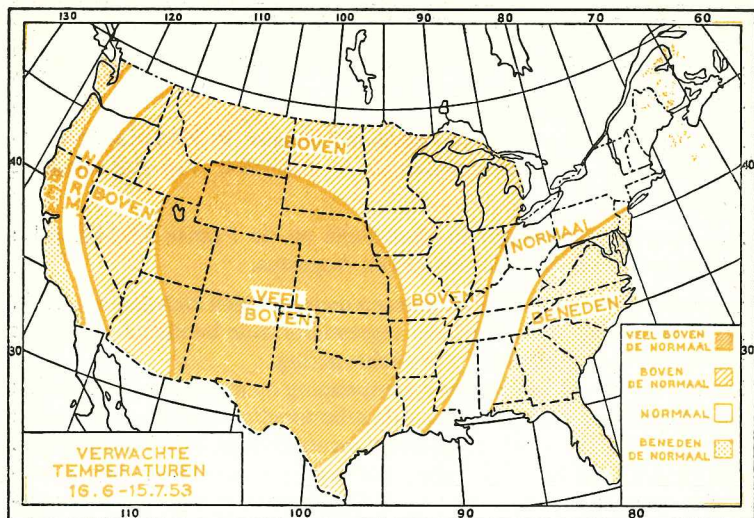 130 120 110 100 90 80 70 60
BOVEN
40 40
BEN.
NORM
BOVEN
NORMAAL
VEEL
BOVEN
BOVEN
BENEDEN
30 30
VEEL BOVEN
DE NORMAAL
BOVEN
DE NORMAAL
NORMAAL
BENEDEN
DE NORMAAL
VERWACHTE
TEMPERATUREN
16.6-15.7.53
110 100 90 80